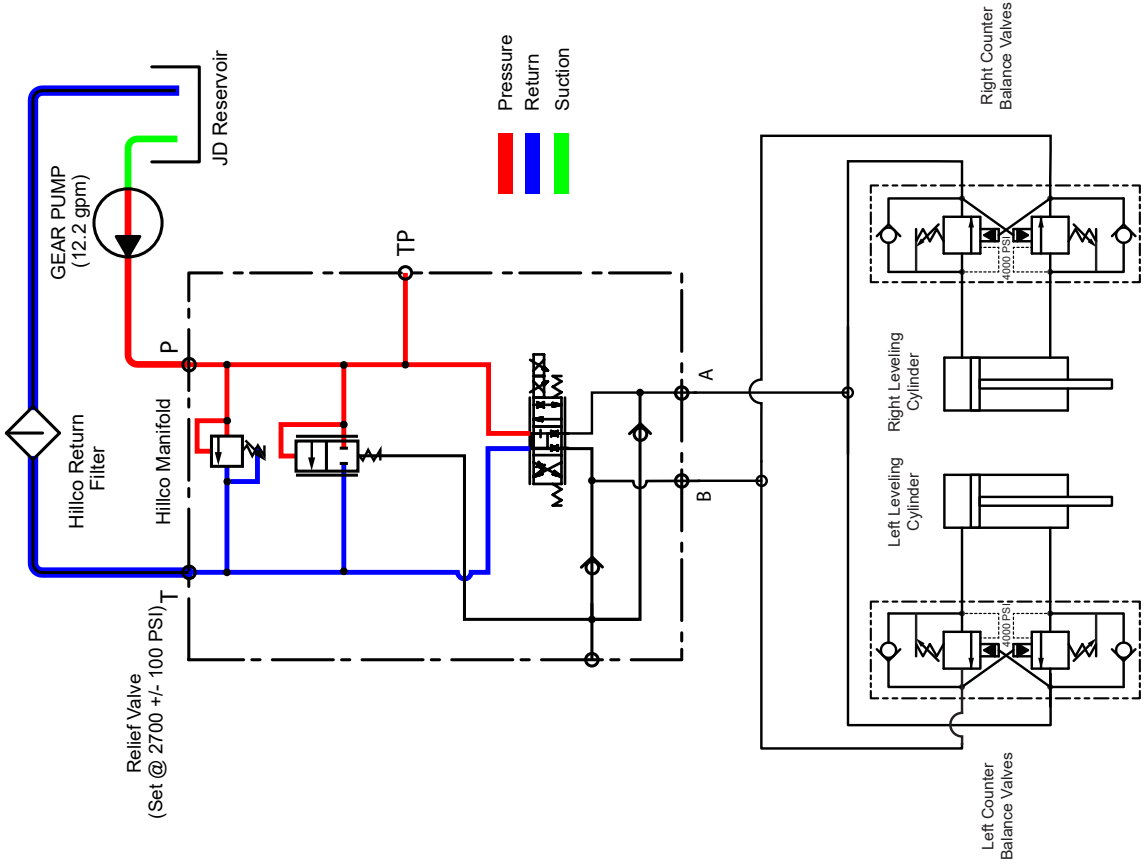 Hillco Return
Filter
GEAR PUMP
(12.2 gpm)
JD Reservoir
Pressure
Return
Suction
Relief Valve
(Set @ 2700 +/- 100 PSI)
Hillco Manifold
T
P
TP
B
A
Left Counter
Balance Valves
4000 PSI
Left Leveling
Cylinder
Right Leveling
Cylinder
4000 PSI
Right Counter
Balance Valves